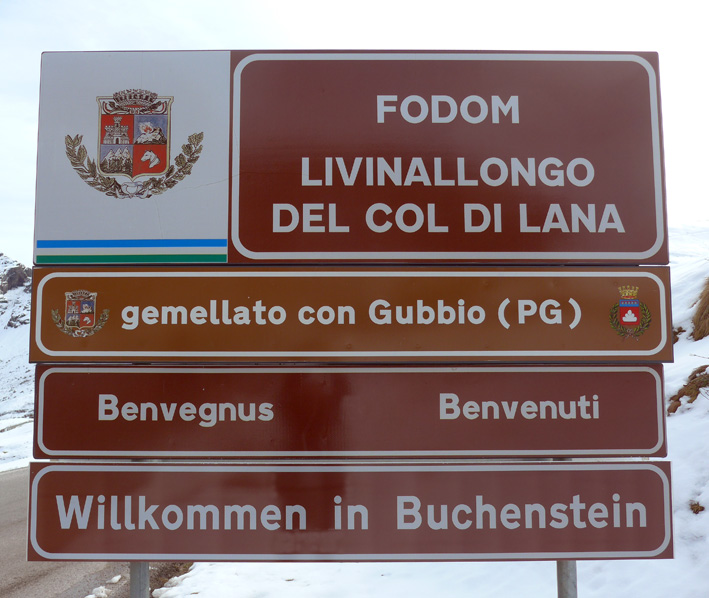 FODOM
LIVINALLONGO
DEL COL DI LANA
gemellato con Gubbio (PG)
Benvegnus Benvenuti
Willkommen in Buchenstein